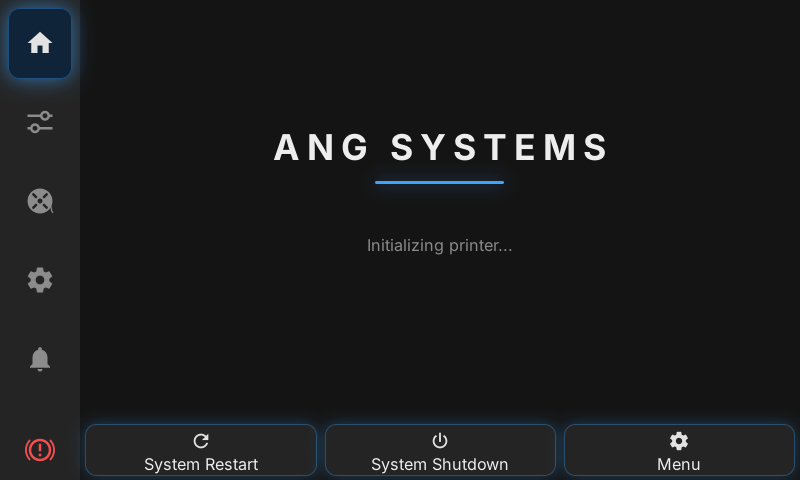 ANG SYSTEMS
Initializing printer...
System Restart
System Shutdown
Menu